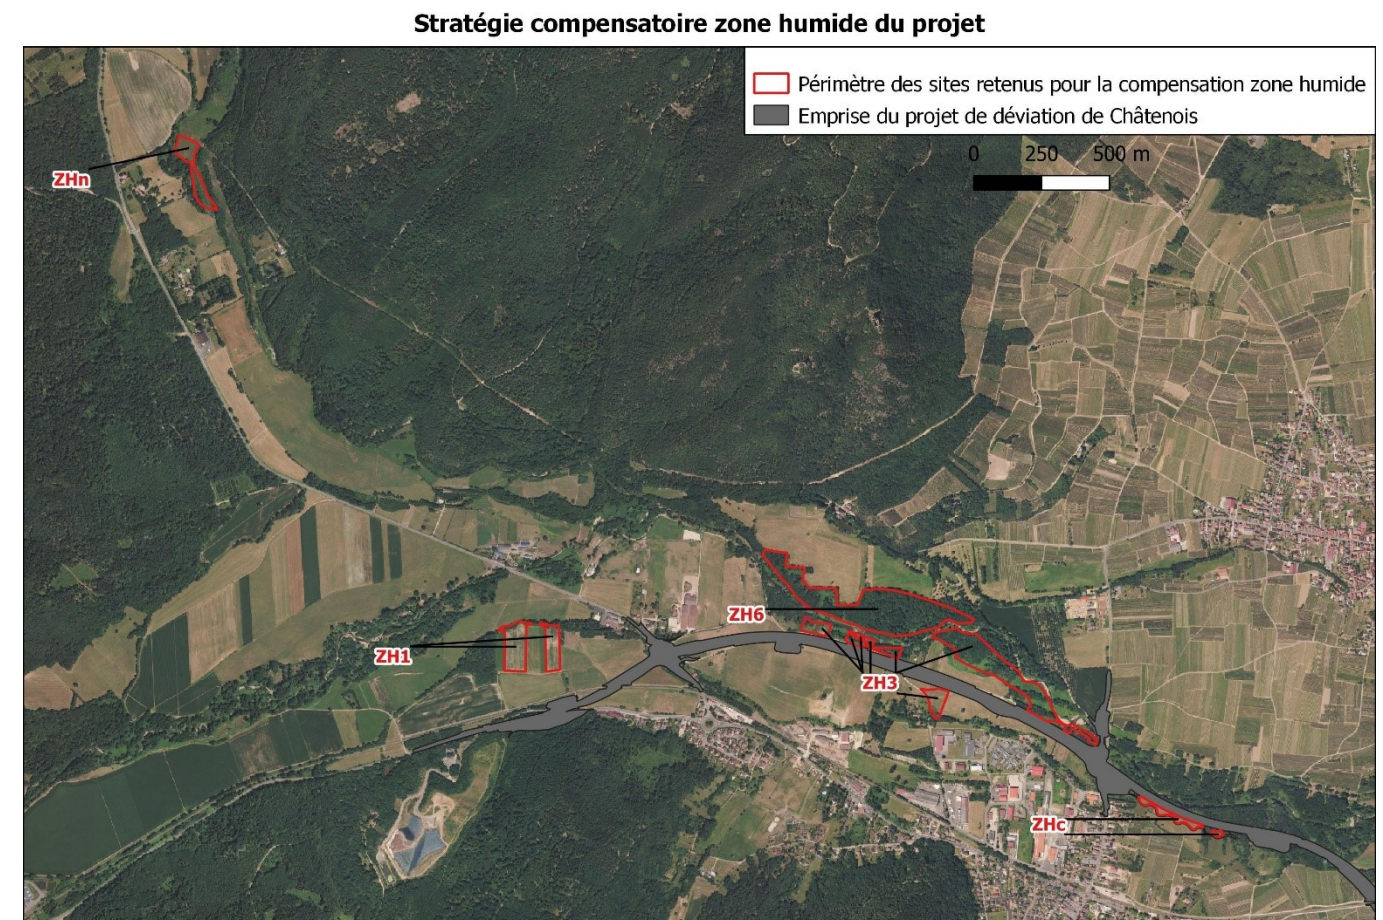 Stratégie compensatoire zone humide du projet
Périmètre des sites retenus pour la compensation zone humide
Emprise du projet de déviation de Châtenois
0 250 500 m
ZHn
ZH6
ZH1
ZH3
ZHc